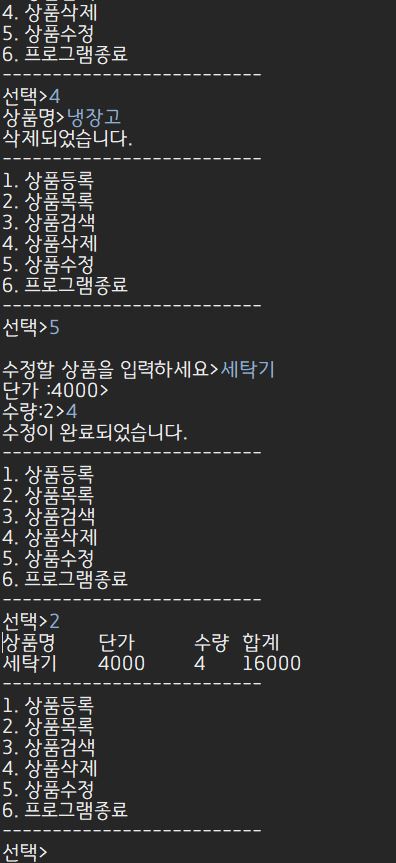 4. 상품삭제
5. 상품수정
6. 프로그램종료
--------------------------
선택>4
상품명>냉장고
삭제되었습니다.
--------------------------
1. 상품등록
2. 상품목록
3. 상품검색
4. 상품삭제
5. 상품수정
6. 프로그램종료
--------------------------
선택>5
수정할 상품을 입력하세요>세탁기
단가 :4000>
수량:2>4
수정이 완료되었습니다.
--------------------------
1. 상품등록
2. 상품목록
3. 상품검색
4. 상품삭제
5. 상품수정
6. 프로그램종료
--------------------------
선택>2
상품명 단가 수량 합계
세탁기 4000 4 16000
--------------------------
1. 상품등록
2. 상품목록
3. 상품검색
4. 상품삭제
5. 상품수정
6. 프로그램종료
--------------------------
선택>